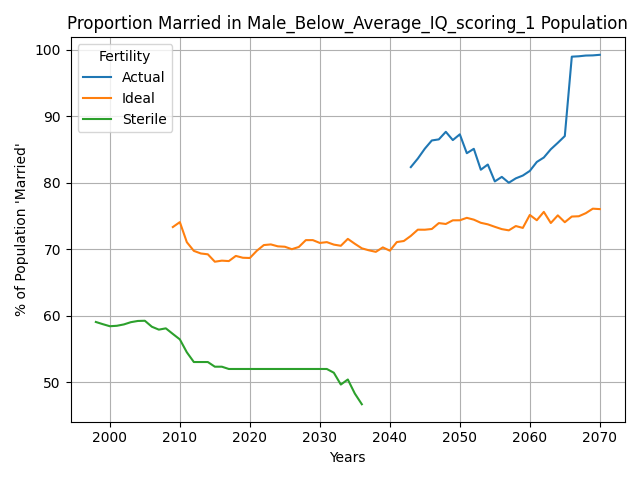 Proportion Married in Male_Below_Average_IQ_scoring_1 Population
Fertility
Actual
Ideal
Sterile
% of Population 'Married'
100
90
80
70
60
50
2000
2010
2020
2030
2040
2050
2060
2070
Years